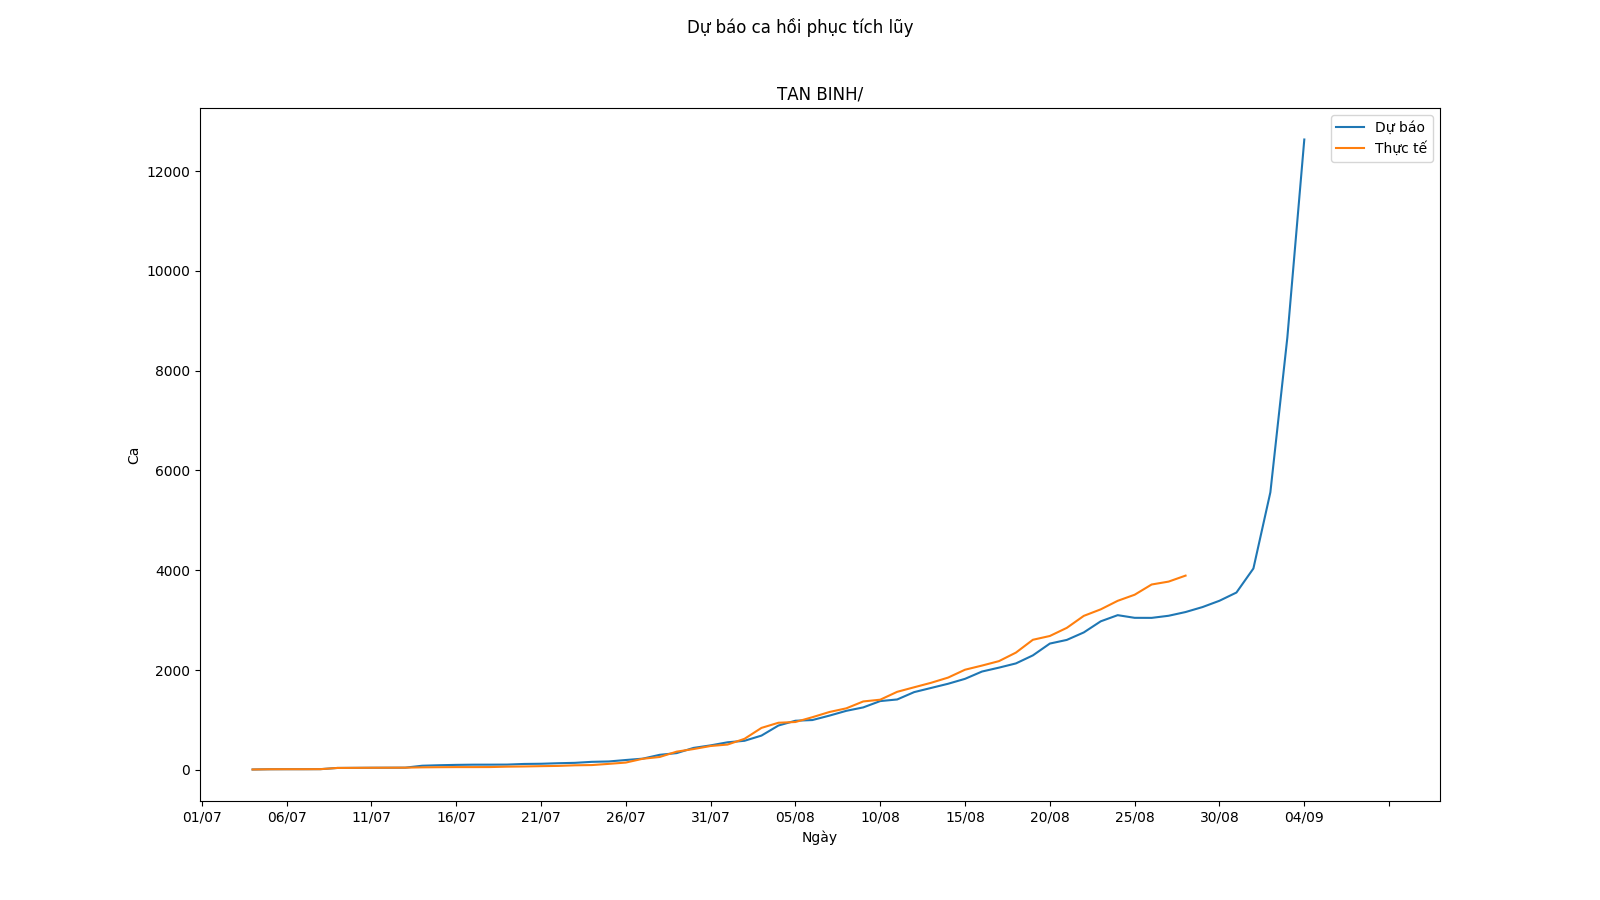 Dự báo ca hồi phục tích lũy
TAN BINH/
Dự báo
Thực tế
12000
10000
8000
6000
4000
2000
0
Ca
01/07 06/07 11/07 16/07 21/07 26/07 31/07 05/08 10/08 15/08 20/08 25/08 30/08 04/09
Ngày